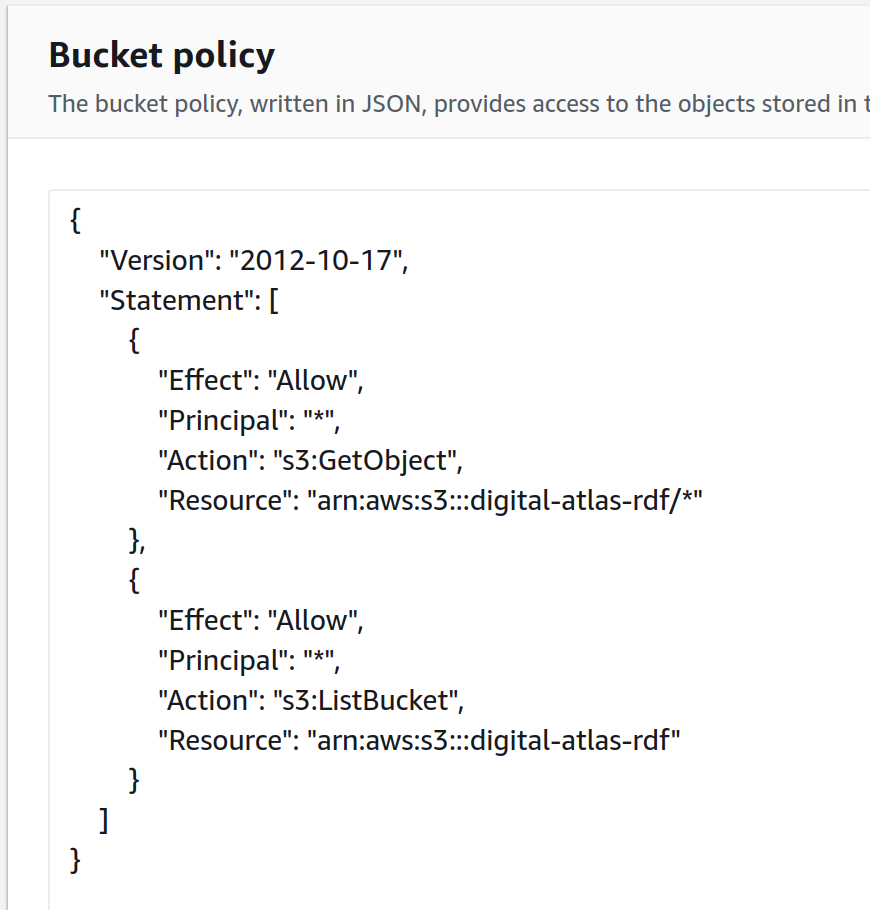 Bucket policy
The bucket policy, written in JSON, provides access to the objects stored in
{
"Version": "2012-10-17",
"Statement": [
{
"Effect": "Allow",
"Principal": "*",
"Action": "s3:GetObject",
"Resource": "arn:aws:s3:::digital-atlas-rdf/*"
},
{
"Effect": "Allow",
"Principal": "*",
"Action": "s3:ListBucket",
"Resource": "arn:aws:s3:::digital-atlas-rdf"
}
]
}